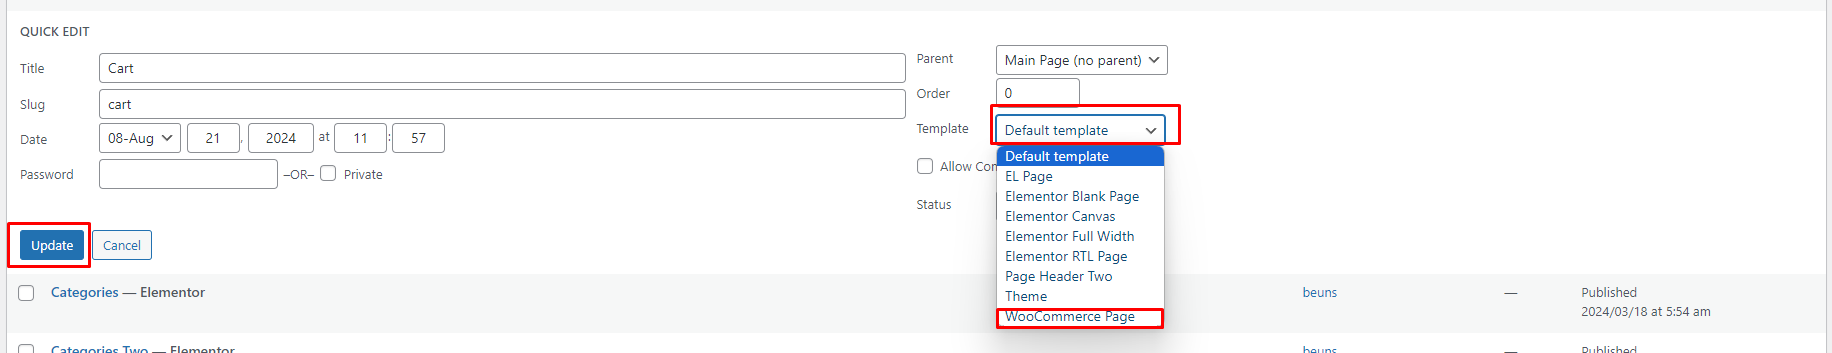 QUICK EDIT
Title Cart
Slug cart
Date 08-Aug 21, 2024 at 11:57
Password –OR– Private
Parent Main Page (no parent)
Order 0
Template Default template
Default template
EL Page
Elementor Blank Page
Elementor Canvas
Elementor Full Width
Elementor RTL Page
Page Header Two
Theme
WooCommerce Page
Allow
Status
Update Cancel
Categories — Elementor beuns — Published
2024/03/18 at 5:54 am
Categories Two — Elementor beuns — Published